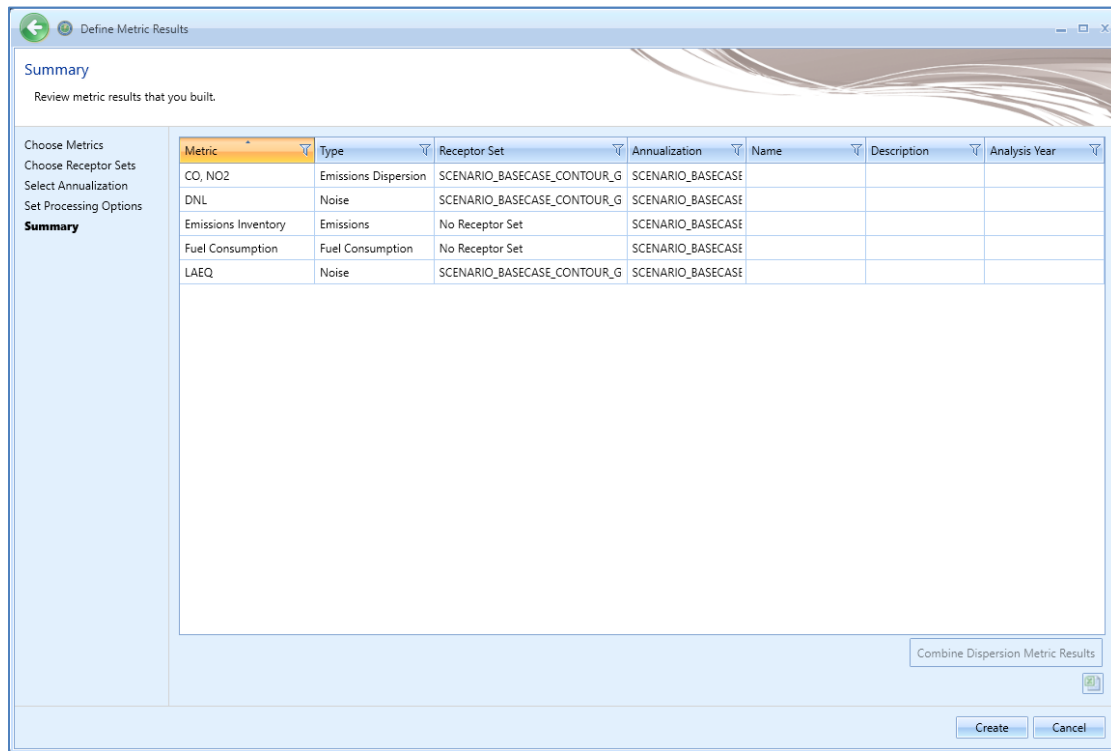 Define Metric Results
Summary
Review metric results that you built.
Choose Metrics
Choose Receptor Sets
Select Annualization
Set Processing Options
Summary
Metric Type Receptor Set Annualization Name Description Analysis Year
CO, NO2 Emissions Dispersion SCENARIO_BASECASE_CONTOUR_G SCENARIO_BASECASE
DNL Noise SCENARIO_BASECASE_CONTOUR_G SCENARIO_BASECASE
Emissions Inventory Emissions No Receptor Set SCENARIO_BASECASE
Fuel Consumption Fuel Consumption No Receptor Set SCENARIO_BASECASE
LAEQ Noise SCENARIO_BASECASE_CONTOUR_G SCENARIO_BASECASE
Combine Dispersion Metric Results
Create Cancel